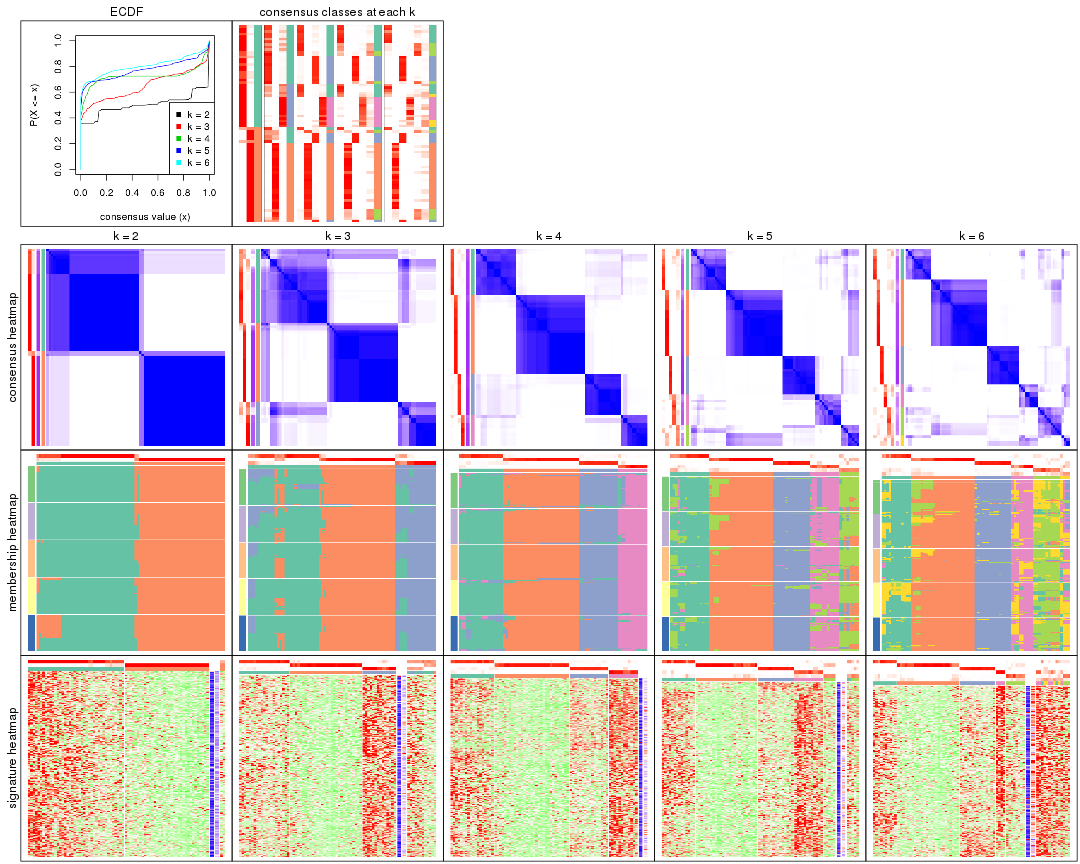 ECDF
consensus classes at each k
P(X <= x)
1.0
0.8
0.6
0.4
0.2
0.0
k = 2
k = 3
k = 4
k = 5
k = 6
0.0 0.2 0.4 0.6 0.8 1.0
consensus value (x)
k = 2
k = 3
k = 4
k = 5
k = 6
consensus heatmap
membership heatmap
signature heatmap